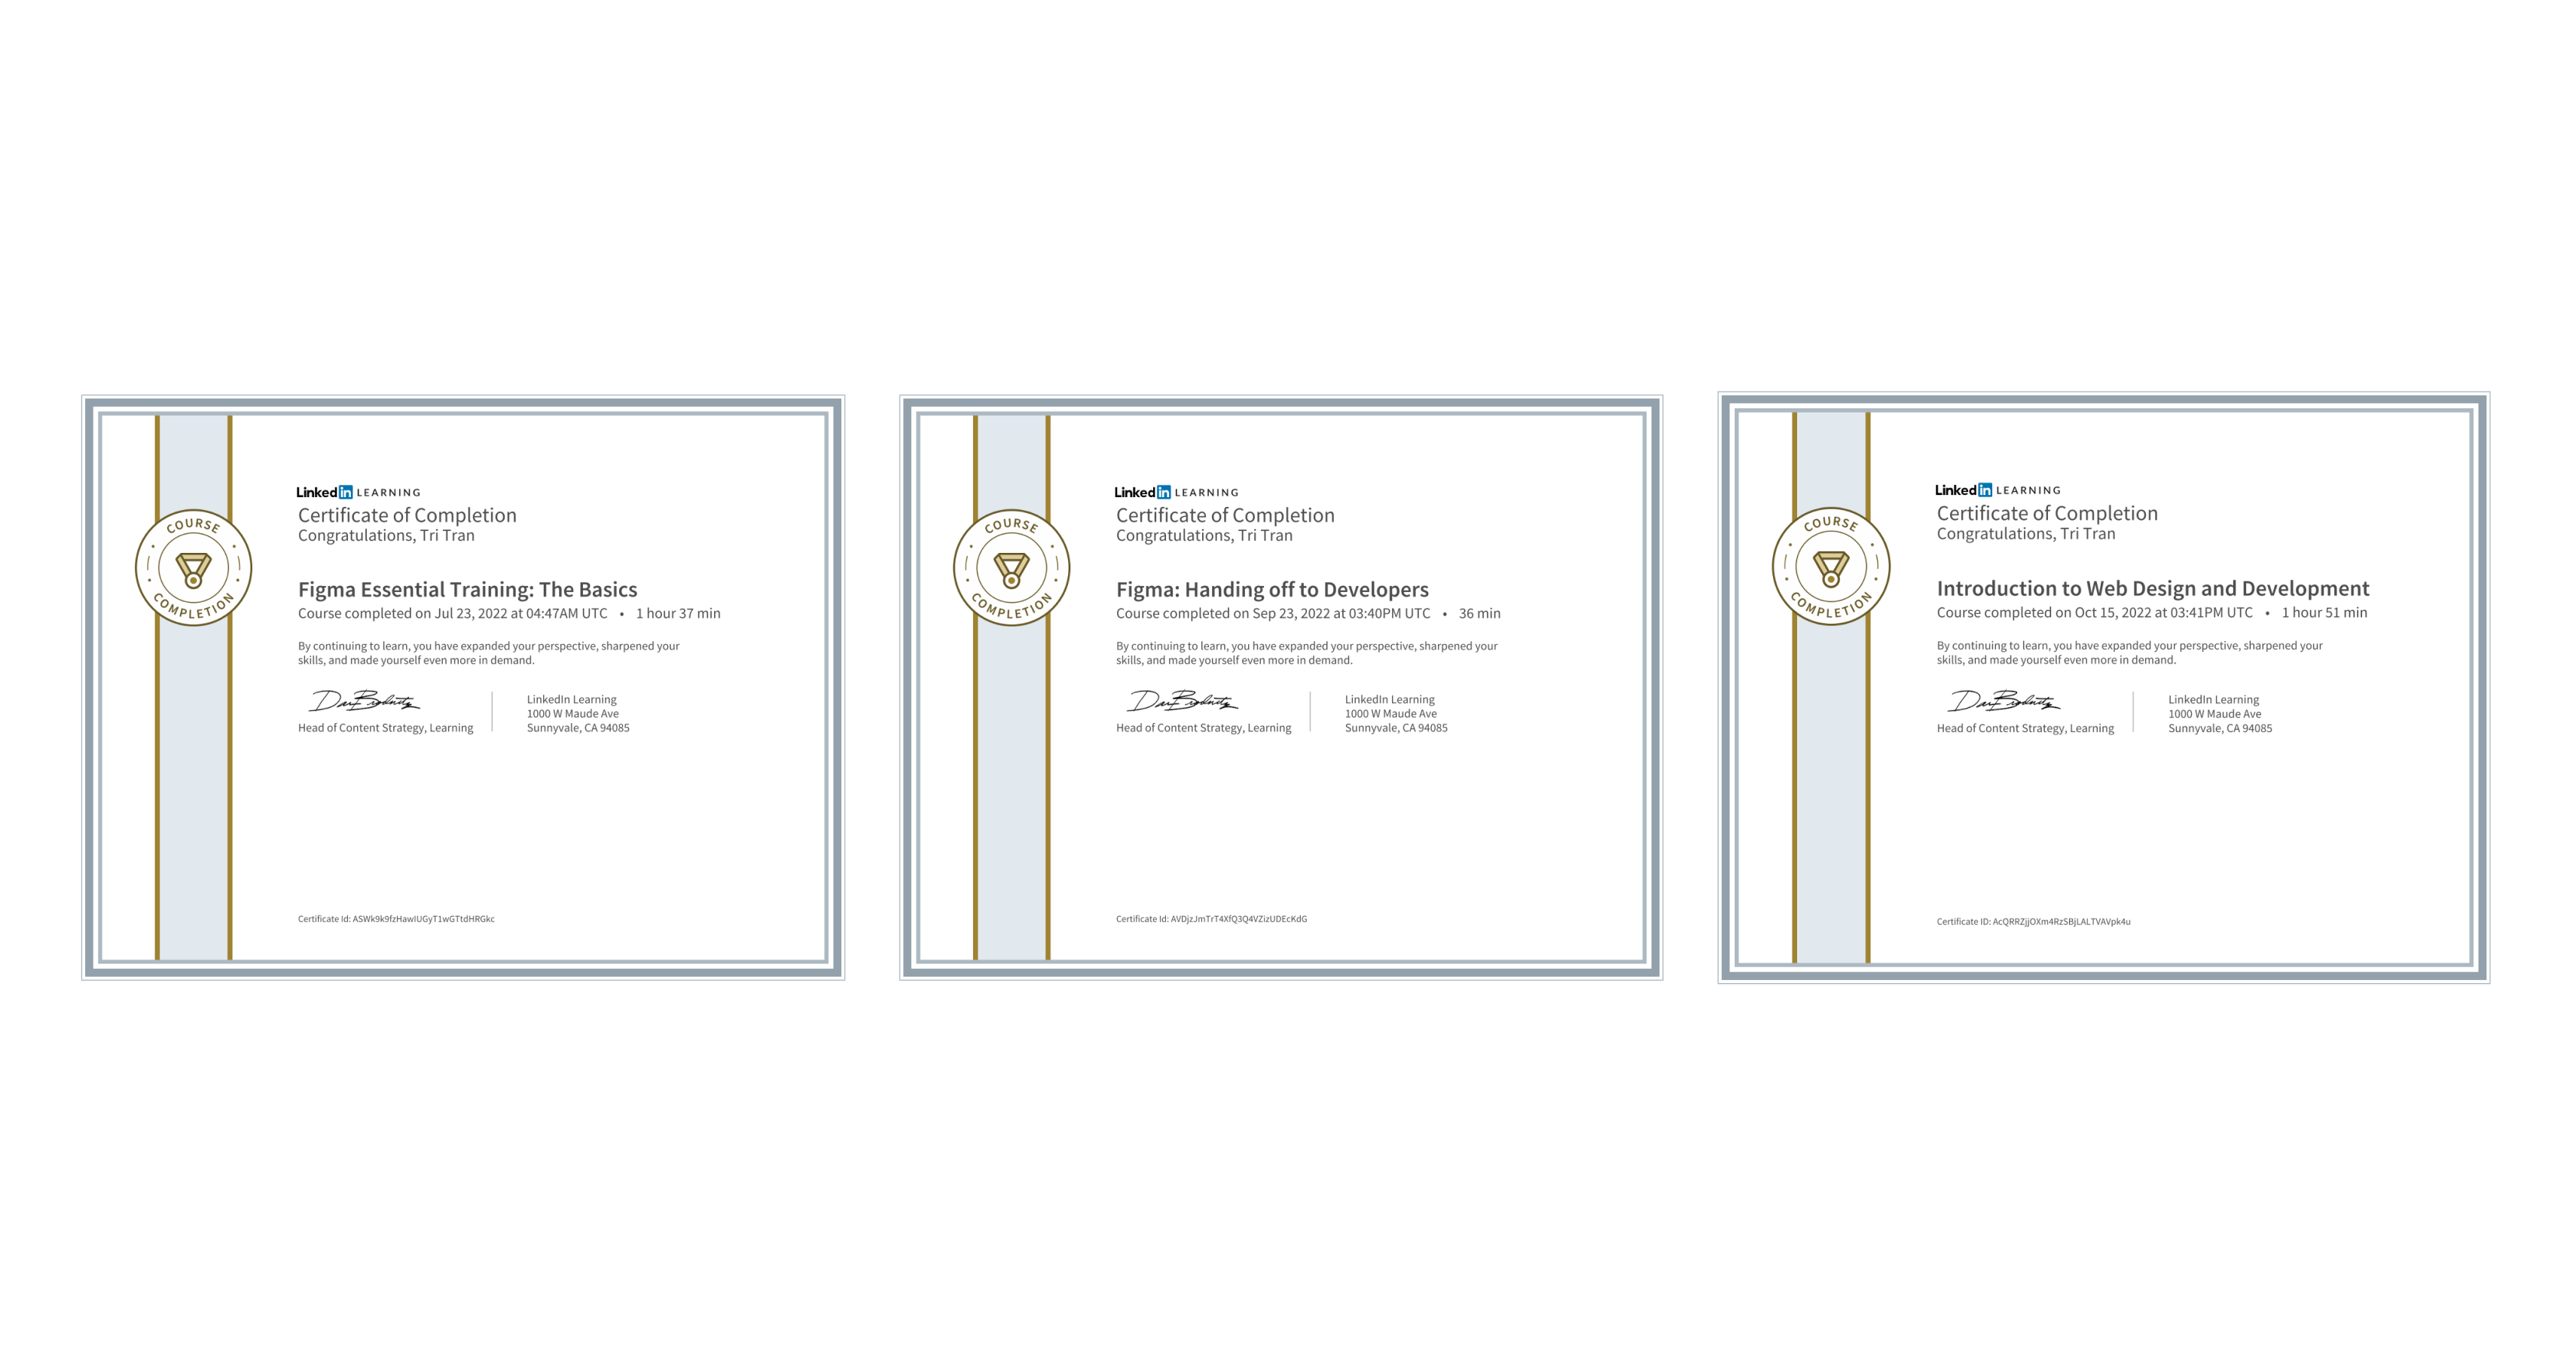 COURSE
COMPLETION
Linked in LEARNING
Certificate of Completion
Congratulations, Tri Tran
Figma Essential Training: The Basics
Course completed on Jul 23, 2022 at 04:47AM UTC • 1 hour 37 min
By continuing to learn, you have expanded your perspective, sharpened your
skills, and made yourself even more in demand.
Head of Content Strategy, Learning
LinkedIn Learning
1000 W Maude Ave
Sunnyvale, CA 94085
Certificate Id: ASWk9k9fzHawIUGyT1wGTtdHRGkc
COURSE
COMPLETION
Linked in LEARNING
Certificate of Completion
Congratulations, Tri Tran
Figma: Handing off to Developers
Course completed on Sep 23, 2022 at 03:40PM UTC • 36 min
By continuing to learn, you have expanded your perspective, sharpened your
skills, and made yourself even more in demand.
Head of Content Strategy, Learning
LinkedIn Learning
1000 W Maude Ave
Sunnyvale, CA 94085
Certificate Id: AVDjzJmTrT4XfQ3Q4VZizUDEcKdG
COURSE
COMPLETION
Linked in LEARNING
Certificate of Completion
Congratulations, Tri Tran
Introduction to Web Design and Development
Course completed on Oct 15, 2022 at 03:41PM UTC • 1 hour 51 min
By continuing to learn, you have expanded your perspective, sharpened your
skills, and made yourself even more in demand.
Head of Content Strategy, Learning
LinkedIn Learning
1000 W Maude Ave
Sunnyvale, CA 94085
Certificate ID: AcQRRZjjOXm4RzSBjLALTVAVpk4u